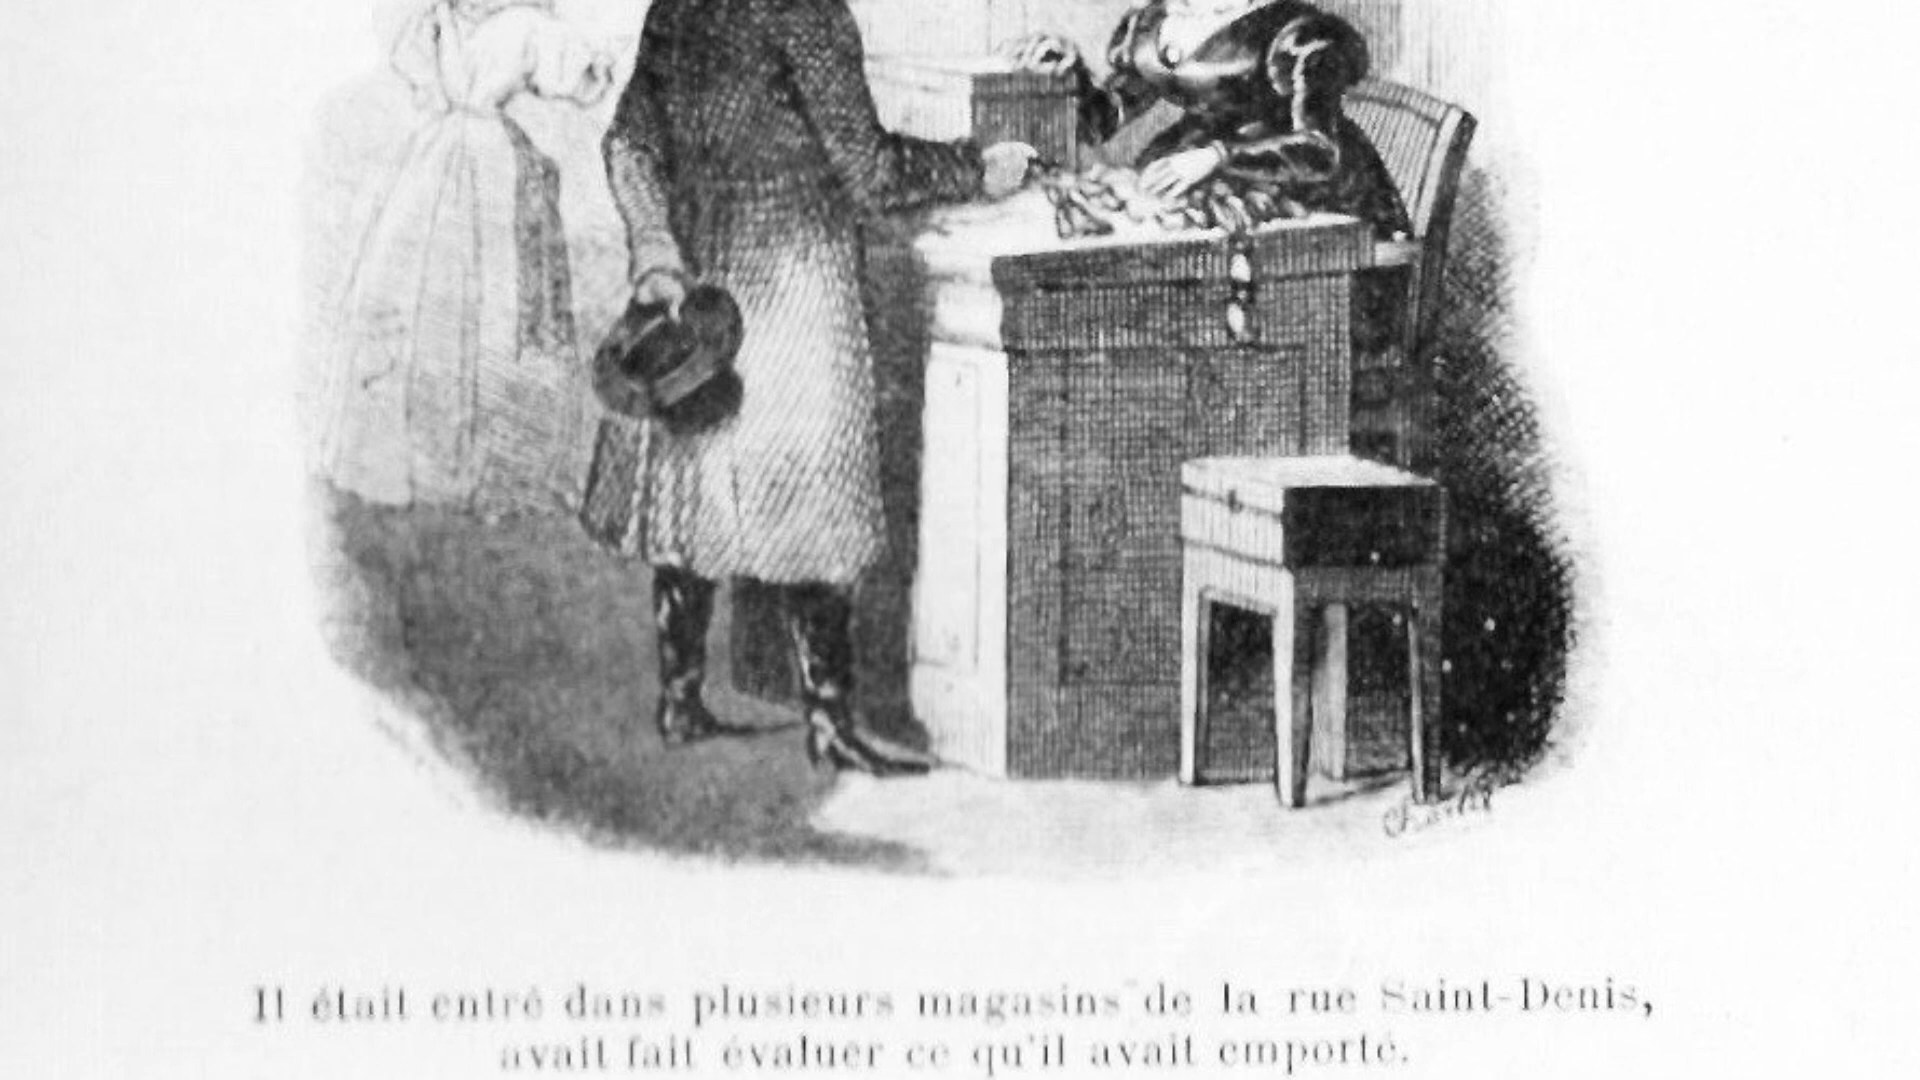 Charlet
Il était entré dans plusieurs magasins de la rue Saint-Denis,
avait fait évaluer ce qu'il avait emporté.